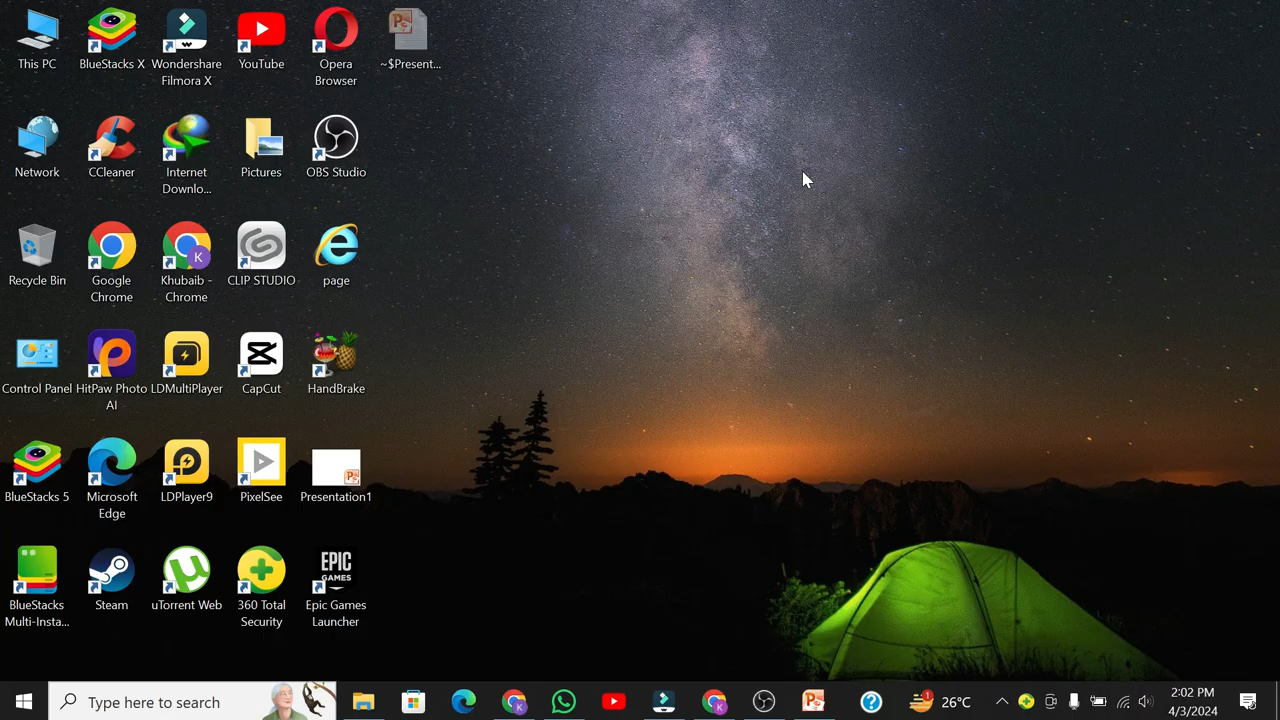 This PC
BlueStacks X
Wondershare
Filmora X
YouTube
Opera
Browser
~$Present...
Network
CCleaner
Internet
Downlo...
Pictures
OBS Studio
Recycle Bin
Google
Chrome
K
Khubaib -
Chrome
CLIP STUDIO
page
Control Panel
HitPaw Photo
AI
LDMultiPlayer
CapCut
HandBrake
BlueStacks 5
Microsoft
Edge
LDPlayer9
PixelSee
Presentation1
BlueStacks
Multi-Insta...
Steam
uTorrent Web
360 Total
Security
EPIC
GAMES
Epic Games
Launcher
Type here to search
1
26°C
2:02 PM
4/3/2024